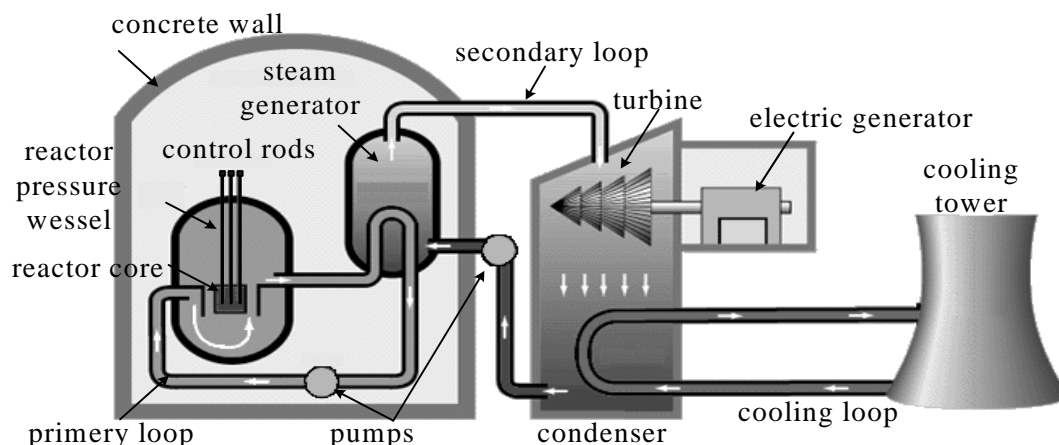 concrete wall
secondary loop
steam
generator
turbine
electric generator
reactor
pressure
wessel
control rods
cooling
tower
reactor core
primery loop
pumps
condenser
cooling loop